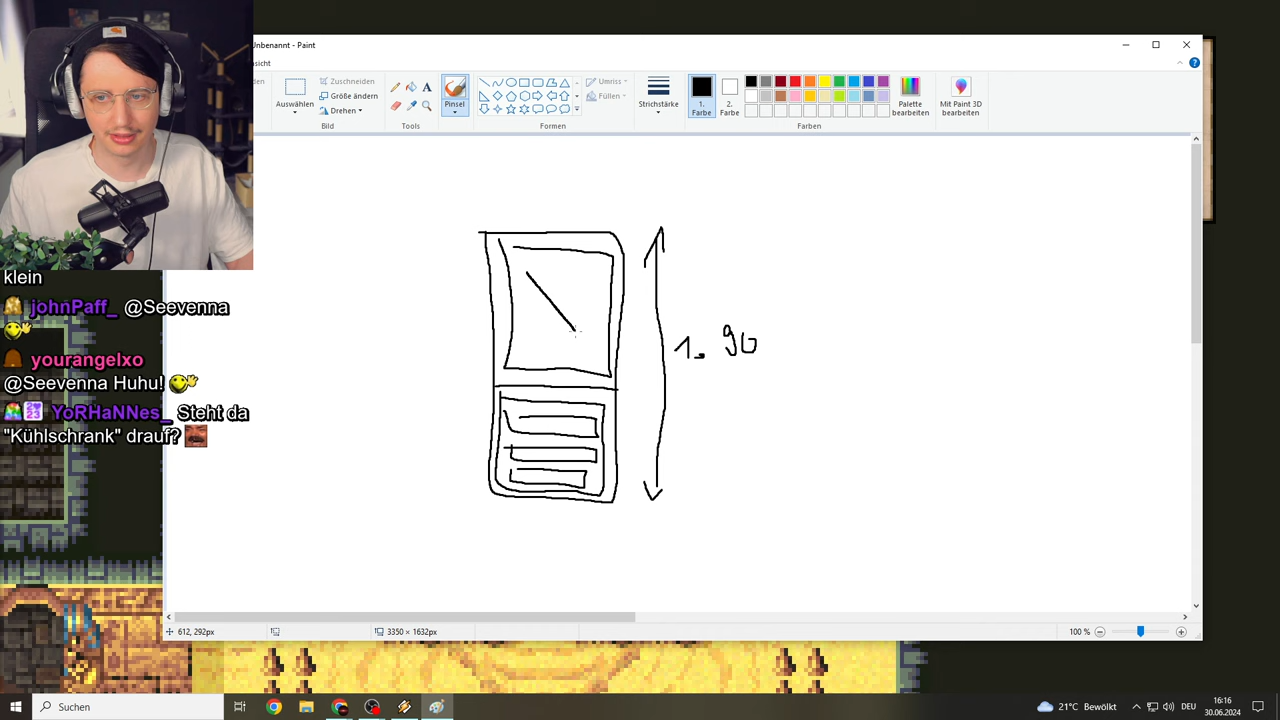 Unbenannt - Paint
sicht
Auswählen
Zuschneiden
Größe ändern
Drehen
Bild
A
Tools
Pinsel
Formen
Umriss
Füllen
Strichstärke
1.
Farbe
2.
Farbe
Farben
Palette
bearbeiten
Mit Paint 3D
bearbeiten
1. 90
klein
johnPaff_ @Seevenna
yourangelxo
@Seevenna Huhu!
YoRHaNNes_ Steht da
"Kühlschrank" drauf?
612, 292px
3350 × 1632px
100 %
Suchen
21°C Bewölkt
DEU
16:16
30.06.2024